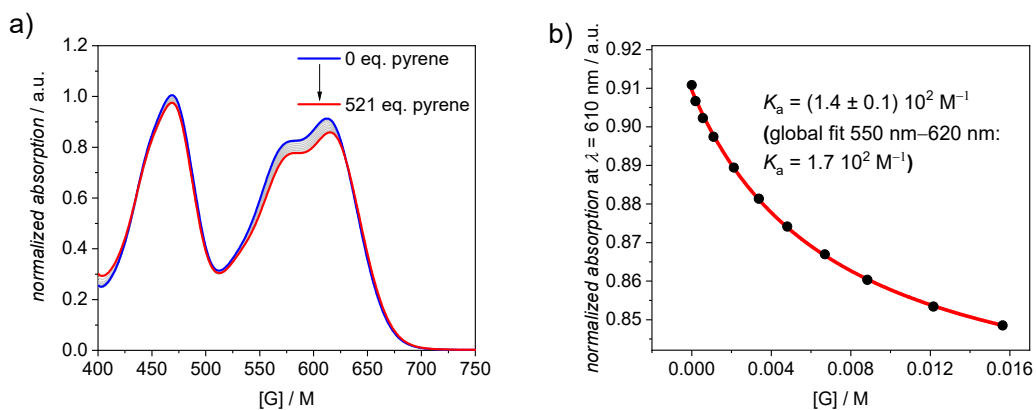 a)
normalized absorption / a.u.
1.2
1.0
0.8
0.6
0.4
0.2
0.0
0 eq. pyrene
521 eq. pyrene
400 450 500 550 600 650 700 750
[G] / M
b)
normalized absorption at λ = 610 nm / a.u.
0.92
0.91
0.90
0.89
0.88
0.87
0.86
0.85
Kₐ = (1.4 ± 0.1) 10² M⁻¹
(global fit 550 nm–620 nm:
Kₐ = 1.7 10² M⁻¹)
0.000 0.004 0.008 0.012 0.016
[G] / M